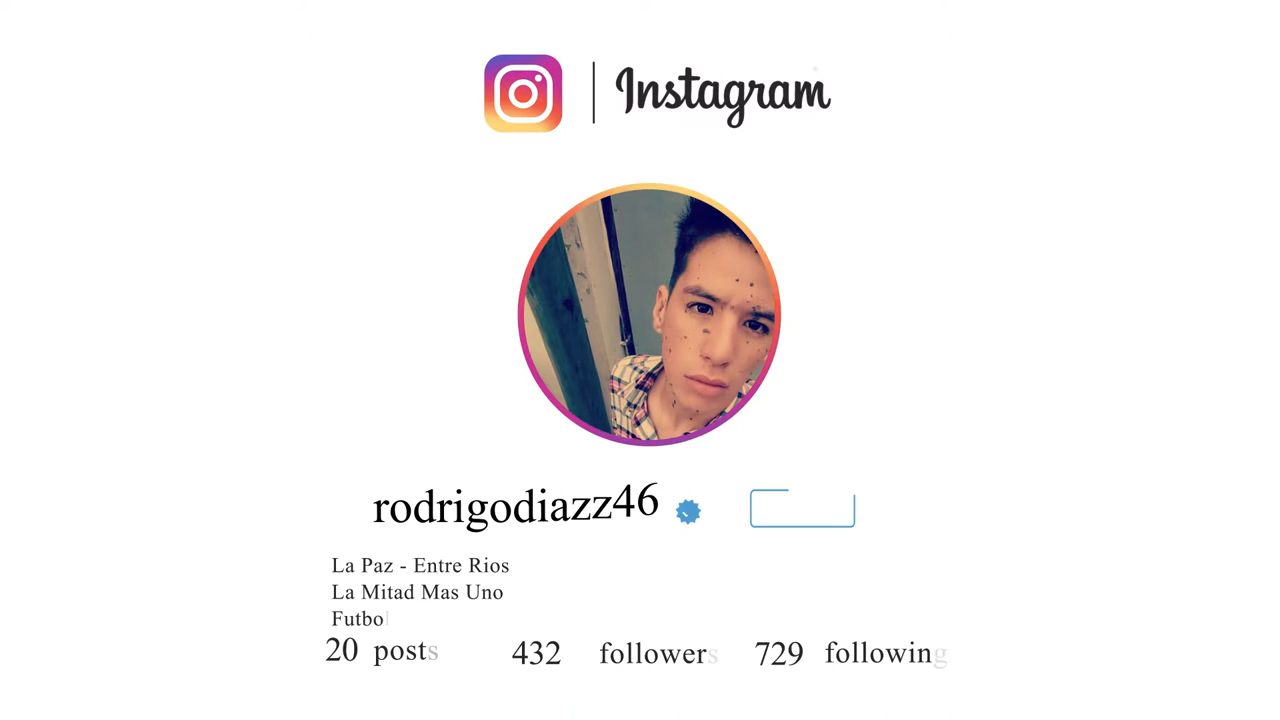 Instagram
rodrigodiazz46
La Paz - Entre Rios
La Mitad Mas Uno
Futbol
20 posts 432 followers 729 following